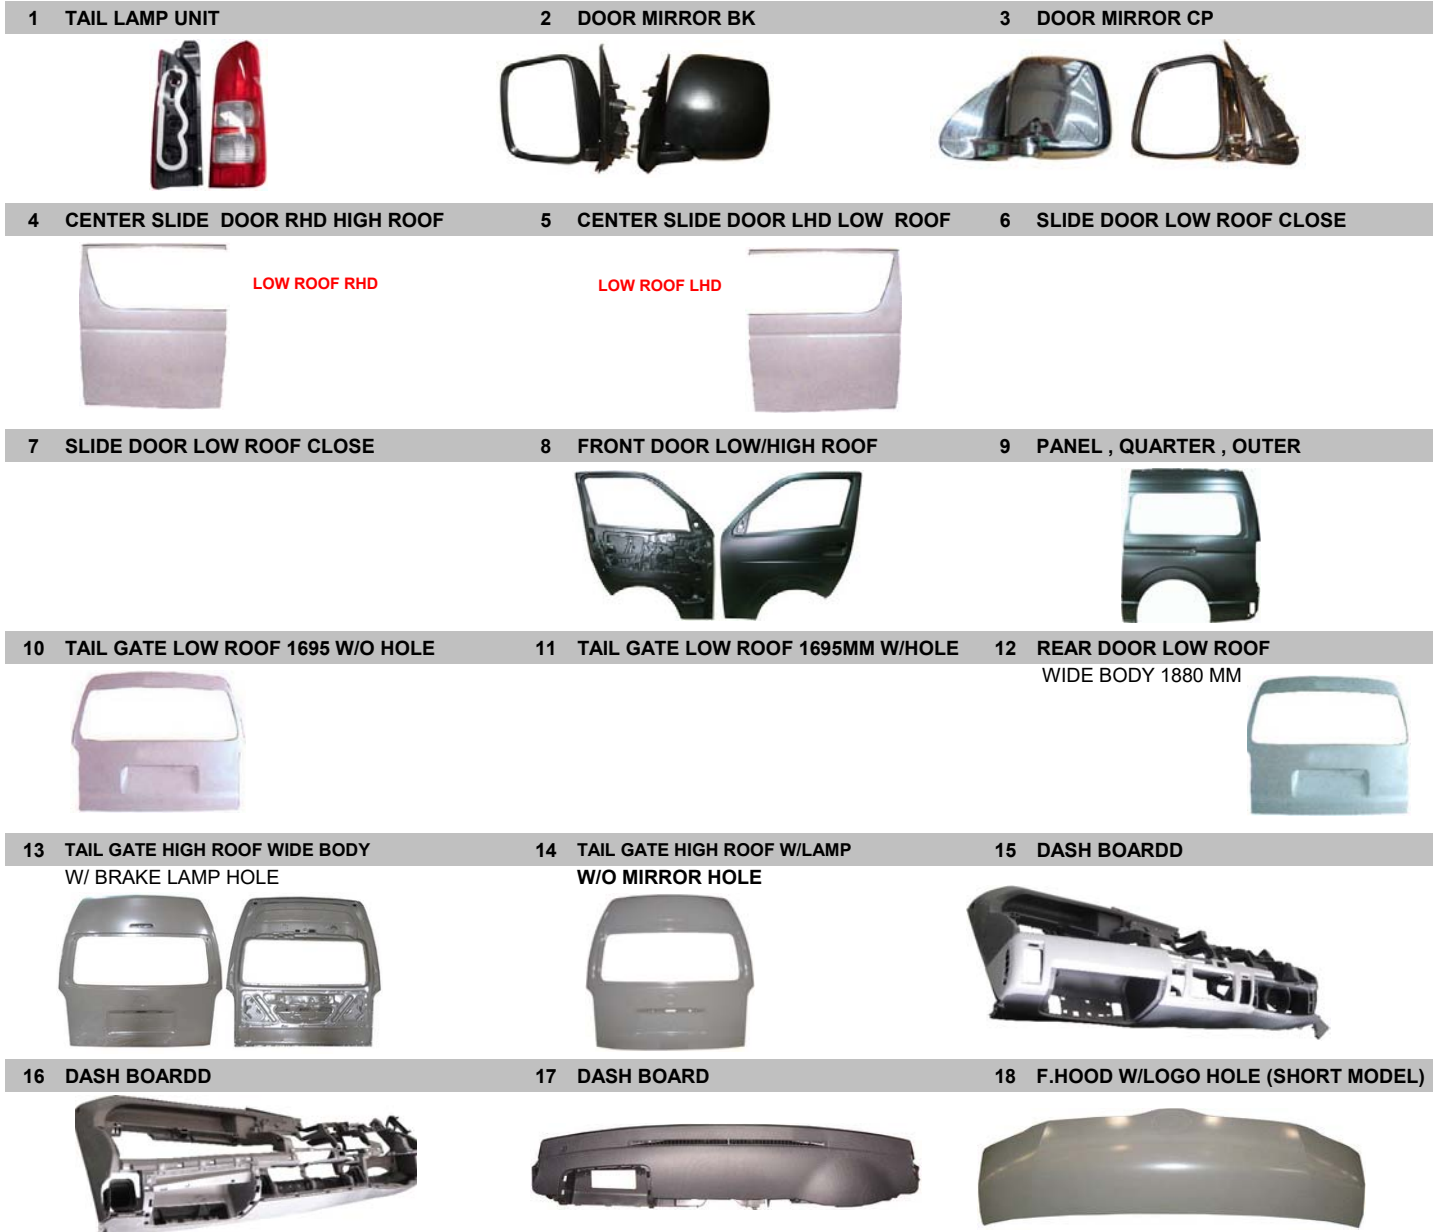 1 TAIL LAMP UNIT 2 DOOR MIRROR BK 3 DOOR MIRROR CP
4 CENTER SLIDE DOOR RHD HIGH ROOF 5 CENTER SLIDE DOOR LHD LOW ROOF 6 SLIDE DOOR LOW ROOF CLOSE
LOW ROOF RHD LOW ROOF LHD
7 SLIDE DOOR LOW ROOF CLOSE 8 FRONT DOOR LOW/HIGH ROOF 9 PANEL , QUARTER , OUTER
10 TAIL GATE LOW ROOF 1695 W/O HOLE 11 TAIL GATE LOW ROOF 1695MM W/HOLE 12 REAR DOOR LOW ROOF
WIDE BODY 1880 MM
13 TAIL GATE HIGH ROOF WIDE BODY 14 TAIL GATE HIGH ROOF W/LAMP 15 DASH BOARDD
W/ BRAKE LAMP HOLE W/O MIRROR HOLE
16 DASH BOARDD 17 DASH BOARD 18 F.HOOD W/LOGO HOLE (SHORT MODEL)